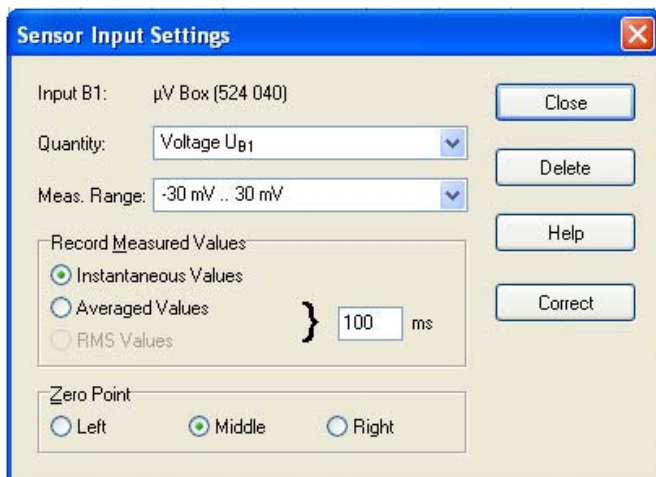 Sensor Input Settings
Input B1: µV Box (524 040)
Close
Quantity: Voltage UB1
Delete
Meas. Range: -30 mV .. 30 mV
Help
Record Measured Values
Instantaneous Values
Averaged Values
} 100 ms
Correct
RMS Values
Zero Point
Left Middle Right